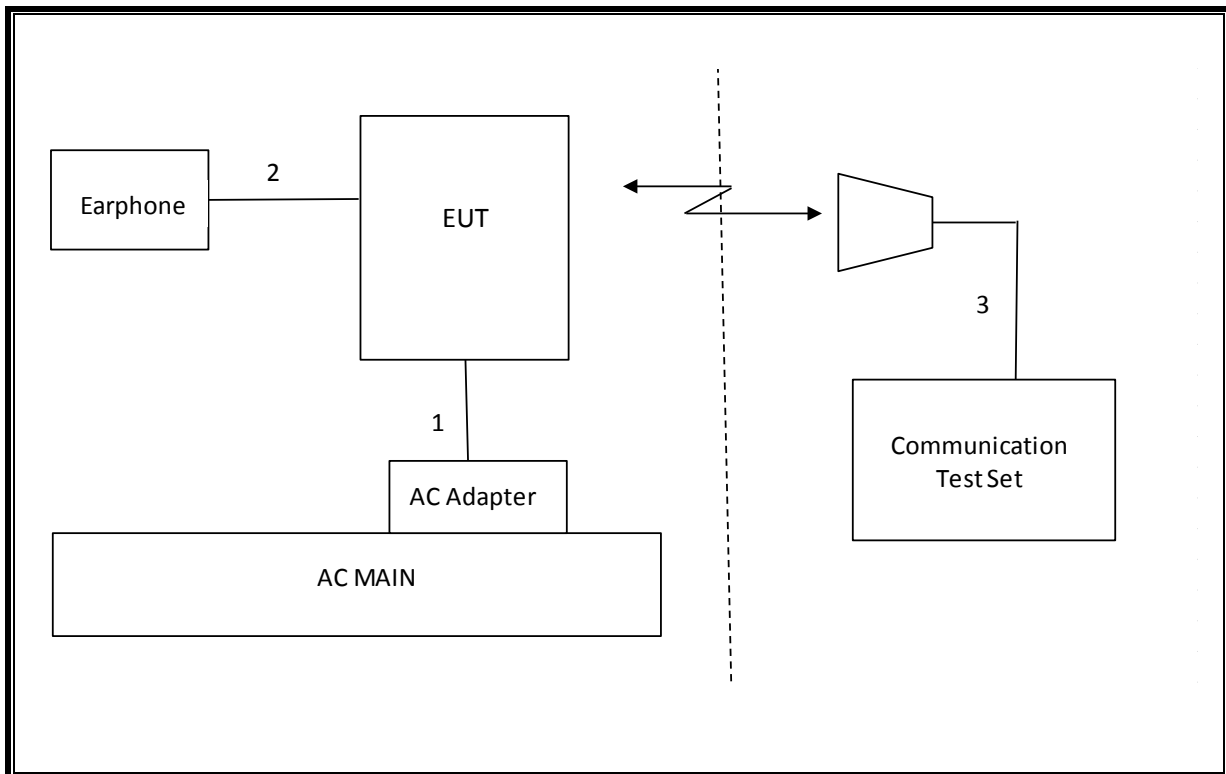 Earphone
2
EUT
1
AC Adapter
AC MAIN
3
Communication
Test Set